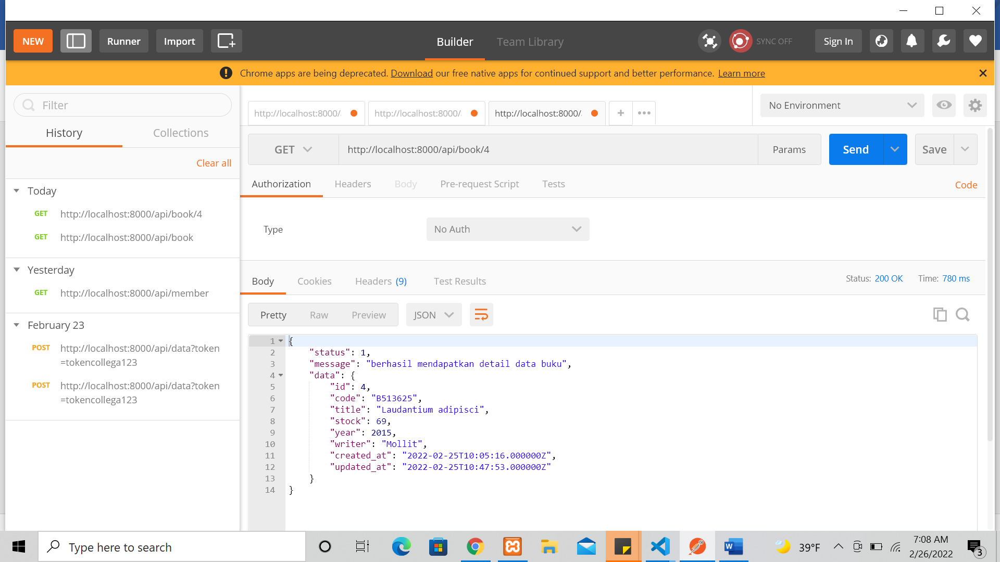 NEW
Runner
Import
Builder
Team Library
SYNC OFF
Sign In
Chrome apps are being deprecated. Download our free native apps for continued support and better performance. Learn more
Filter
History
Collections
Clear all
Today
GET http://localhost:8000/api/book/4
GET http://localhost:8000/api/book
Yesterday
GET http://localhost:8000/api/member
February 23
POST http://localhost:8000/api/data?token
=tokencollega123
POST http://localhost:8000/api/data?token
=tokencollega123
http://localhost:8000/
http://localhost:8000/
http://localhost:8000/
No Environment
GET
http://localhost:8000/api/book/4
Params
Send
Save
Authorization
Headers
Body
Pre-request Script
Tests
Code
Type
No Auth
Body
Cookies
Headers (9)
Test Results
Status: 200 OK
Time: 780 ms
Pretty
Raw
Preview
JSON
1 {
2 "status": 1,
3 "message": "berhasil mendapatkan detail data buku",
4 "data": {
5 "id": 4,
6 "code": "B513625",
7 "title": "Laudantium adipisci",
8 "stock": 69,
9 "year": 2015,
10 "writer": "Mollit",
11 "created_at": "2022-02-25T10:05:16.000000Z",
12 "updated_at": "2022-02-25T10:47:53.000000Z"
13 }
14 }
Type here to search
39°F
7:08 AM
2/26/2022
3